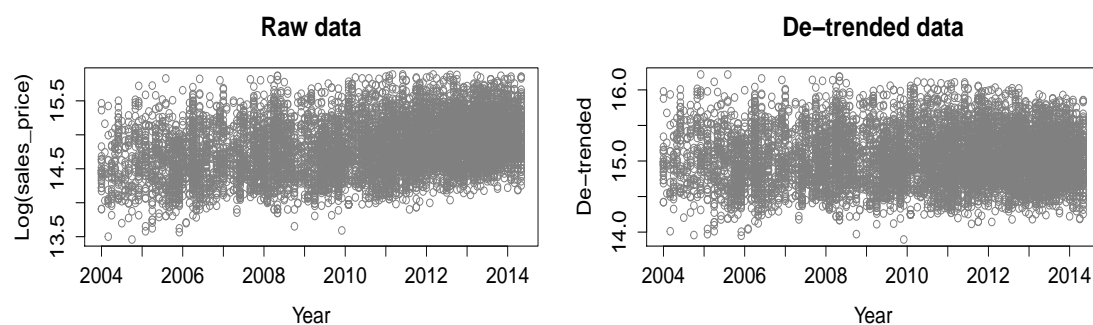 Raw data
Log(sales_price)
15.5
14.5
13.5
2004 2006 2008 2010 2012 2014
Year
De−trended data
De−trended
16.0
15.0
14.0
2004 2006 2008 2010 2012 2014
Year